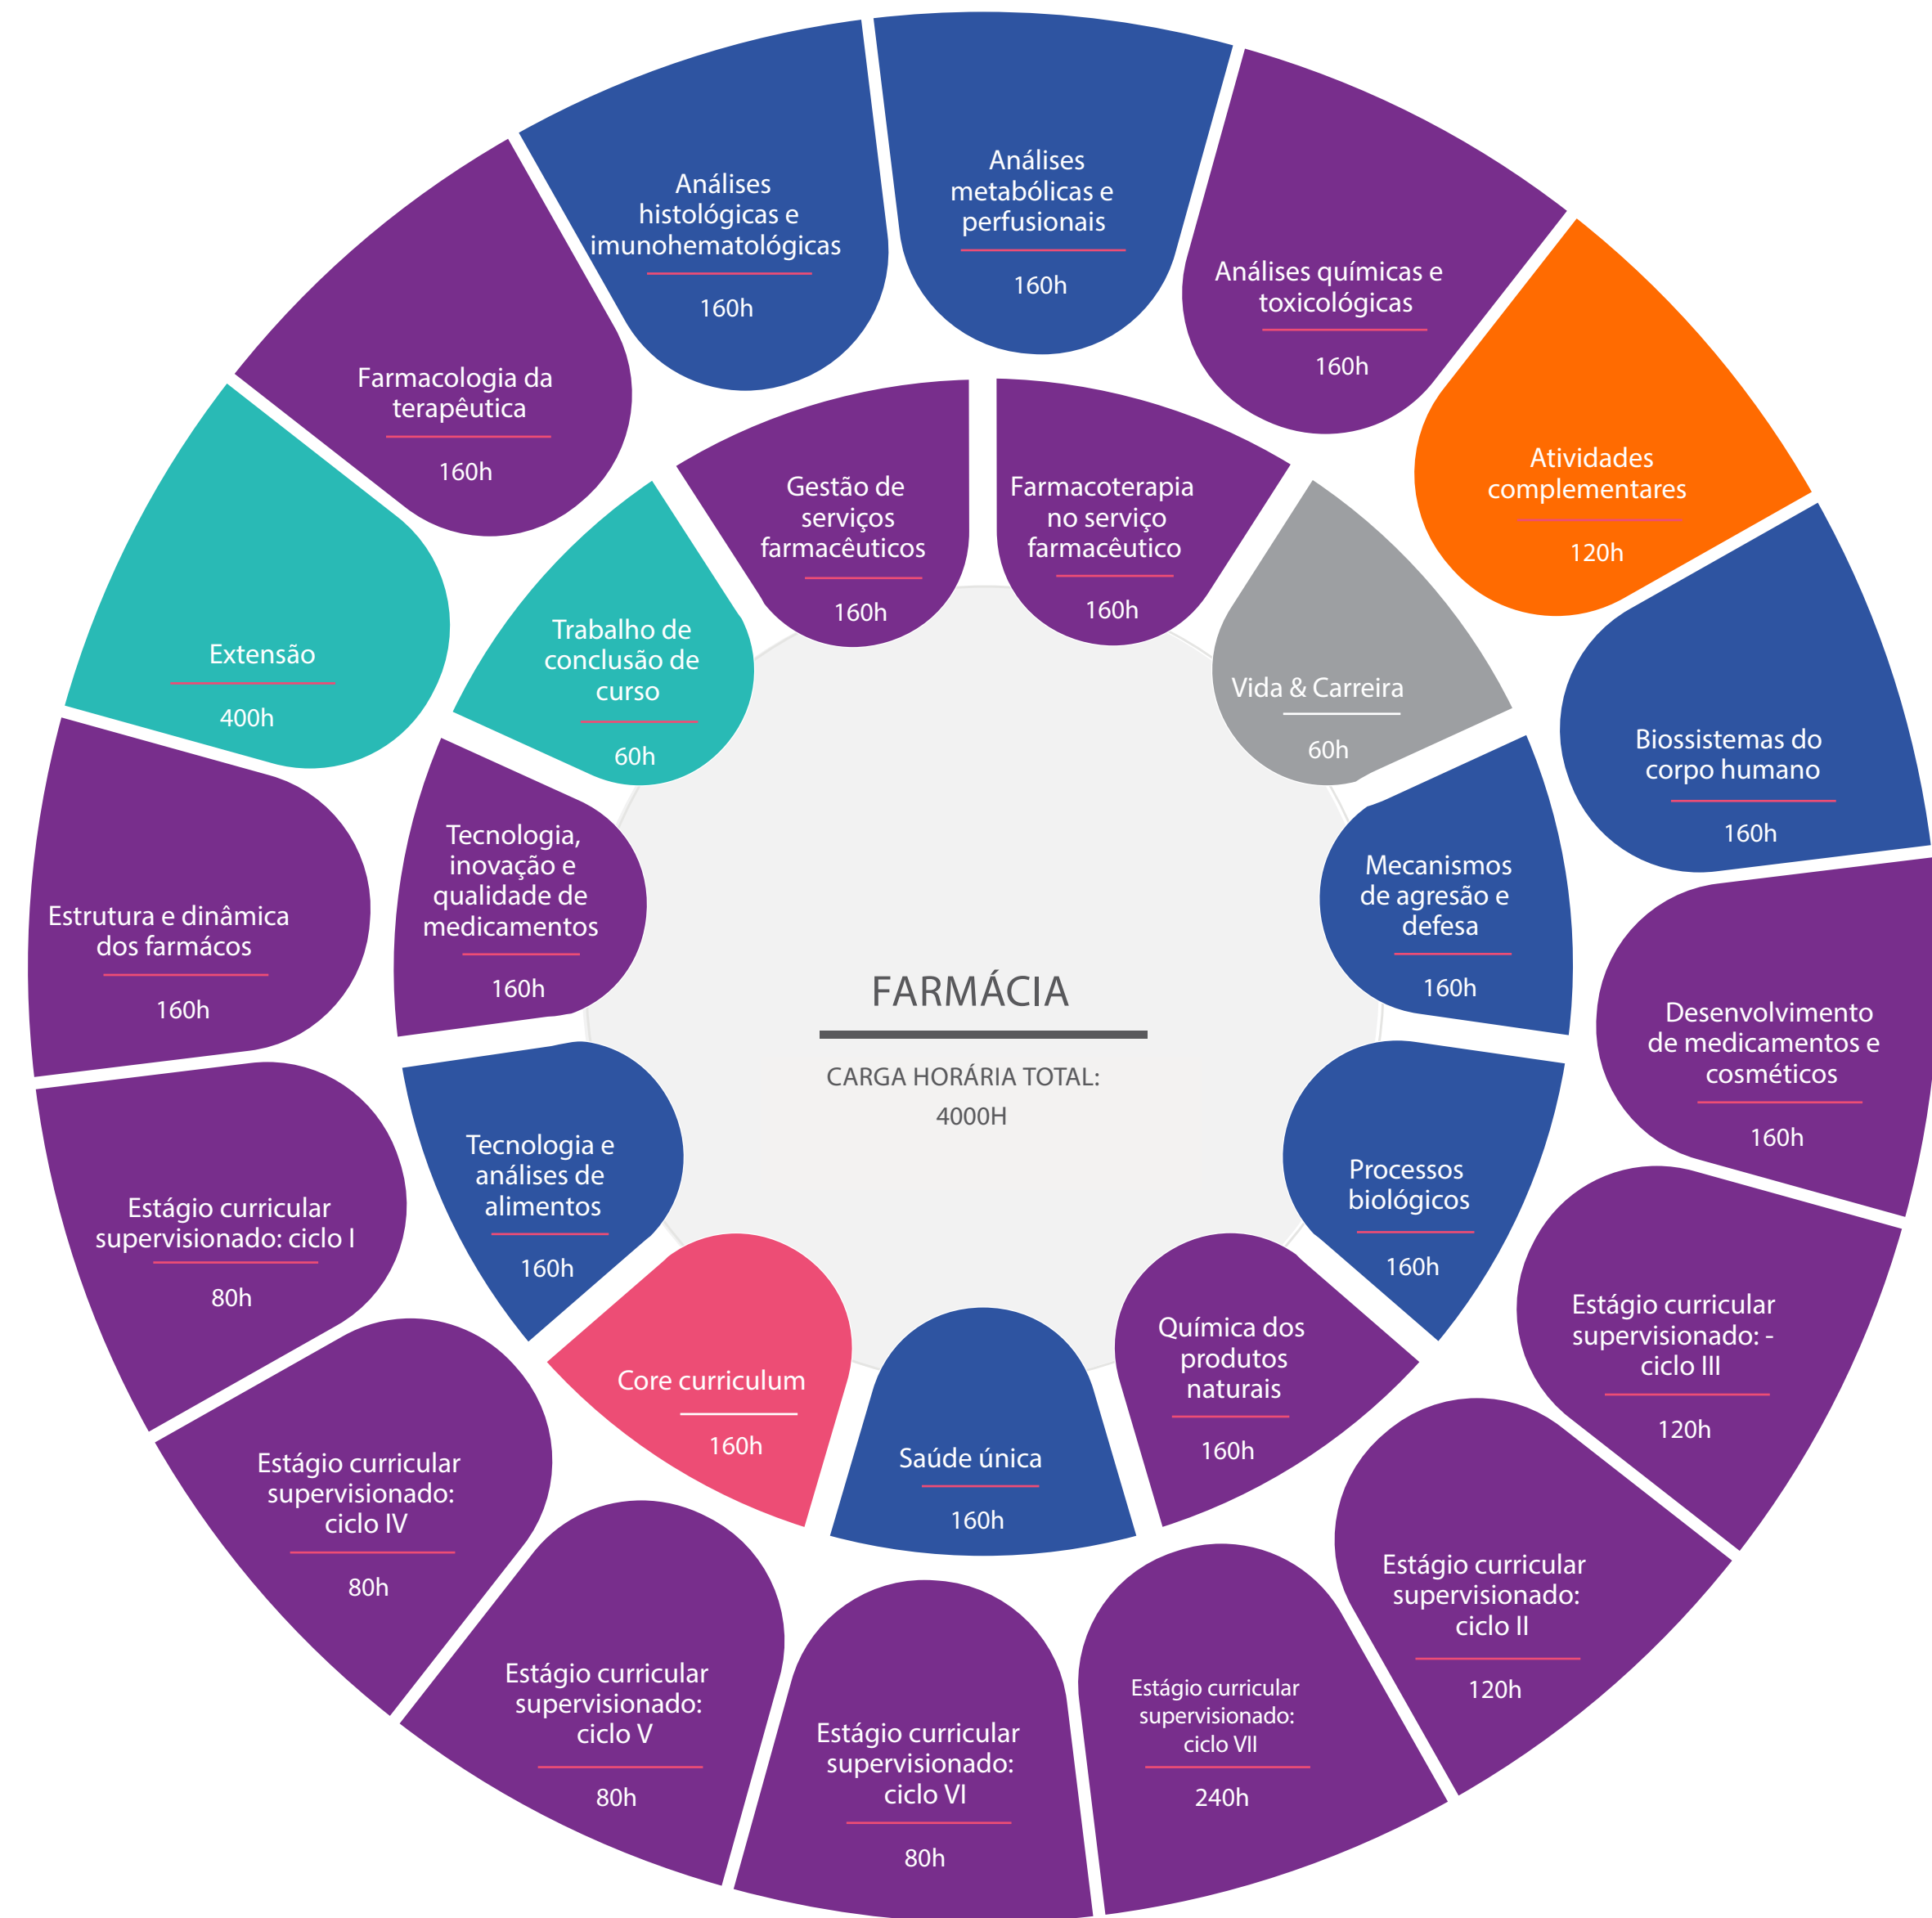 Análises
metabólicas e
perfusionais
160h
Análises químicas e
toxicológicas
160h
Atividades
complementares
120h
Biossistemas do
corpo humano
160h
Desenvolvimento
de medicamentos e
cosméticos
160h
Estágio curricular
supervisionado: -
ciclo III
120h
Estágio curricular
supervisionado:
ciclo II
120h
Estágio curricular
supervisionado:
ciclo VII
240h
Estágio curricular
supervisionado:
ciclo VI
80h
Estágio curricular
supervisionado:
ciclo V
80h
Estágio curricular
supervisionado:
ciclo IV
80h
Estágio curricular
supervisionado: ciclo I
80h
Estrutura e dinâmica
dos farmácos
160h
Extensão
400h
Farmacologia da
terapêutica
160h
Análises
histológicas e
imunohematológicas
160h
Gestão de
serviços
farmacêuticos
160h
Farmacoterapia
no serviço
farmacêutico
160h
Vida & Carreira
60h
Mecanismos
de agresão e
defesa
160h
Processos
biológicos
160h
Química dos
produtos
naturais
160h
Saúde única
160h
Core curriculum
160h
Tecnologia e
análises de
alimentos
160h
Tecnologia,
inovação e
qualidade de
medicamentos
160h
Trabalho de
conclusão de
curso
60h
FARMÁCIA
CARGA HORÁRIA TOTAL:
4000H